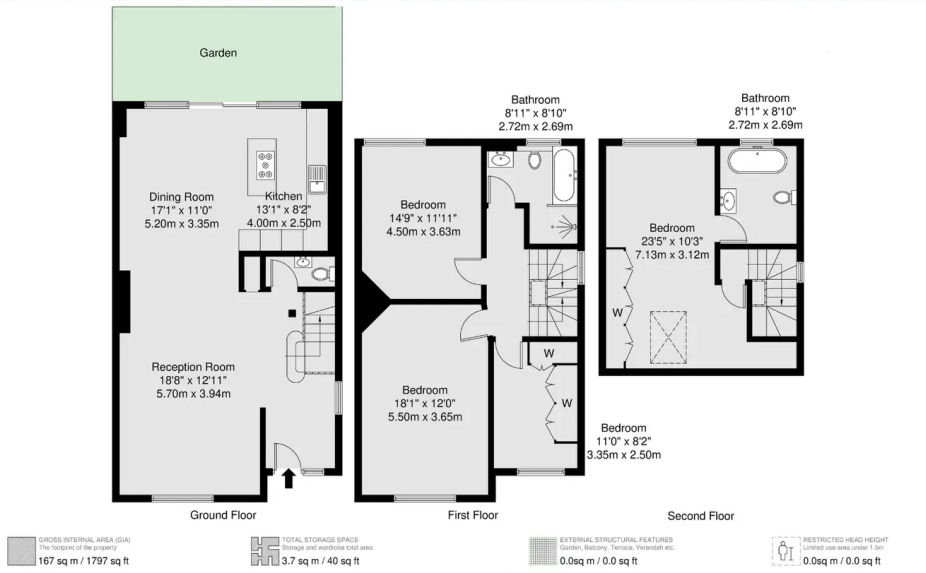 Garden
Dining Room
17'1" x 11'0"
5.20m x 3.35m
Kitchen
13'1" x 8'2"
4.00m x 2.50m
Reception Room
18'8" x 12'11"
5.70m x 3.94m
Ground Floor
Bathroom
8'11" x 8'10"
2.72m x 2.69m
Bedroom
14'9" x 11'11"
4.50m x 3.63m
Bedroom
18'1" x 12'0"
5.50m x 3.65m
W
W
Bedroom
11'0" x 8'2"
3.35m x 2.50m
First Floor
Bathroom
8'11" x 8'10"
2.72m x 2.69m
Bedroom
23'5" x 10'3"
7.13m x 3.12m
W
Second Floor
GROSS INTERNAL AREA (GIA)
The footprint of the property
167 sq m / 1797 sq ft
TOTAL STORAGE SPACE
Storage and wardrobe total area
3.7 sq m / 40 sq ft
EXTERNAL STRUCTURAL FEATURES
Garden, Balcony, Terrace, Verandah etc.
0.0sq m / 0.0 sq ft
RESTRICTED HEAD HEIGHT
Limited use area under 1.5m
0.0sq m / 0.0 sq ft